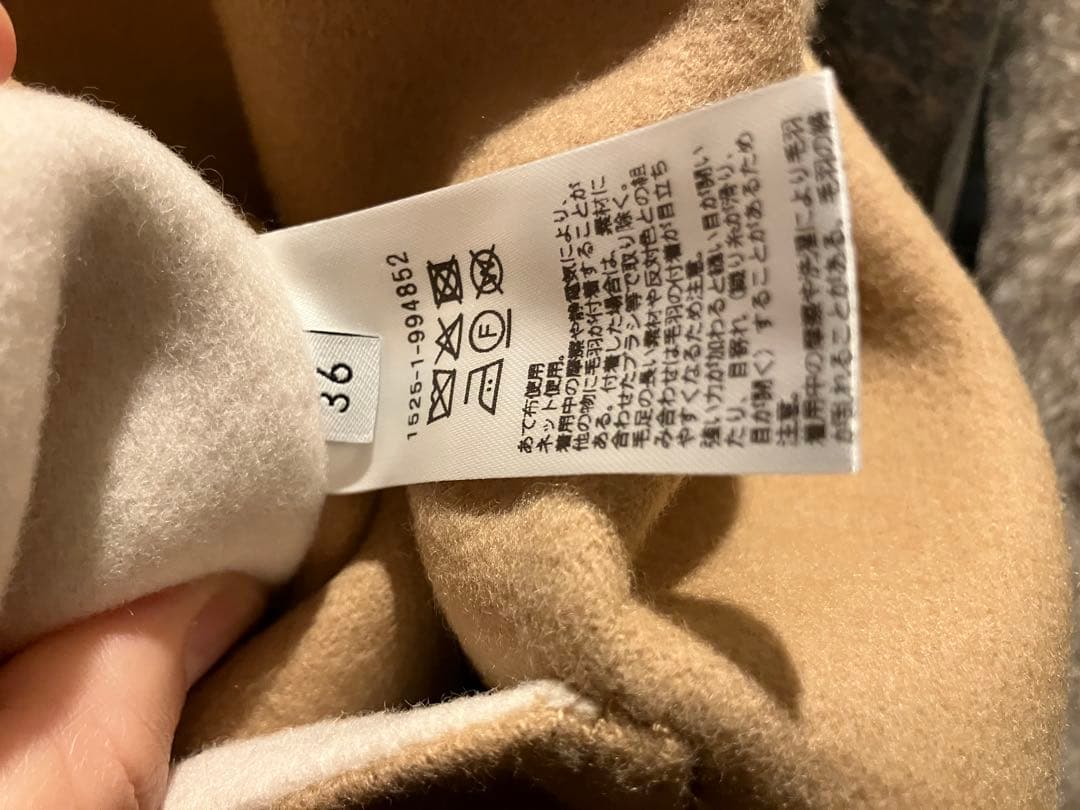 36
1525-1-994852
F
W
あて布使用
ネット使用。
着用中の摩擦や静電気により、
他の物に毛羽が付着することが
ある。付着した場合は、素材に
合わせたブラシ等で取り除く。
毛足の長い素材や反対色との組
み合わせは毛羽の付着が目立ち
やすくなるため注意。
強い力が加わると縫い目が開い
たり、目寄れ、(織り糸が滑り、
目が開く)することがあるため
注意。
着用中の摩擦や洗濯により毛羽
が倒れることがある。毛羽の